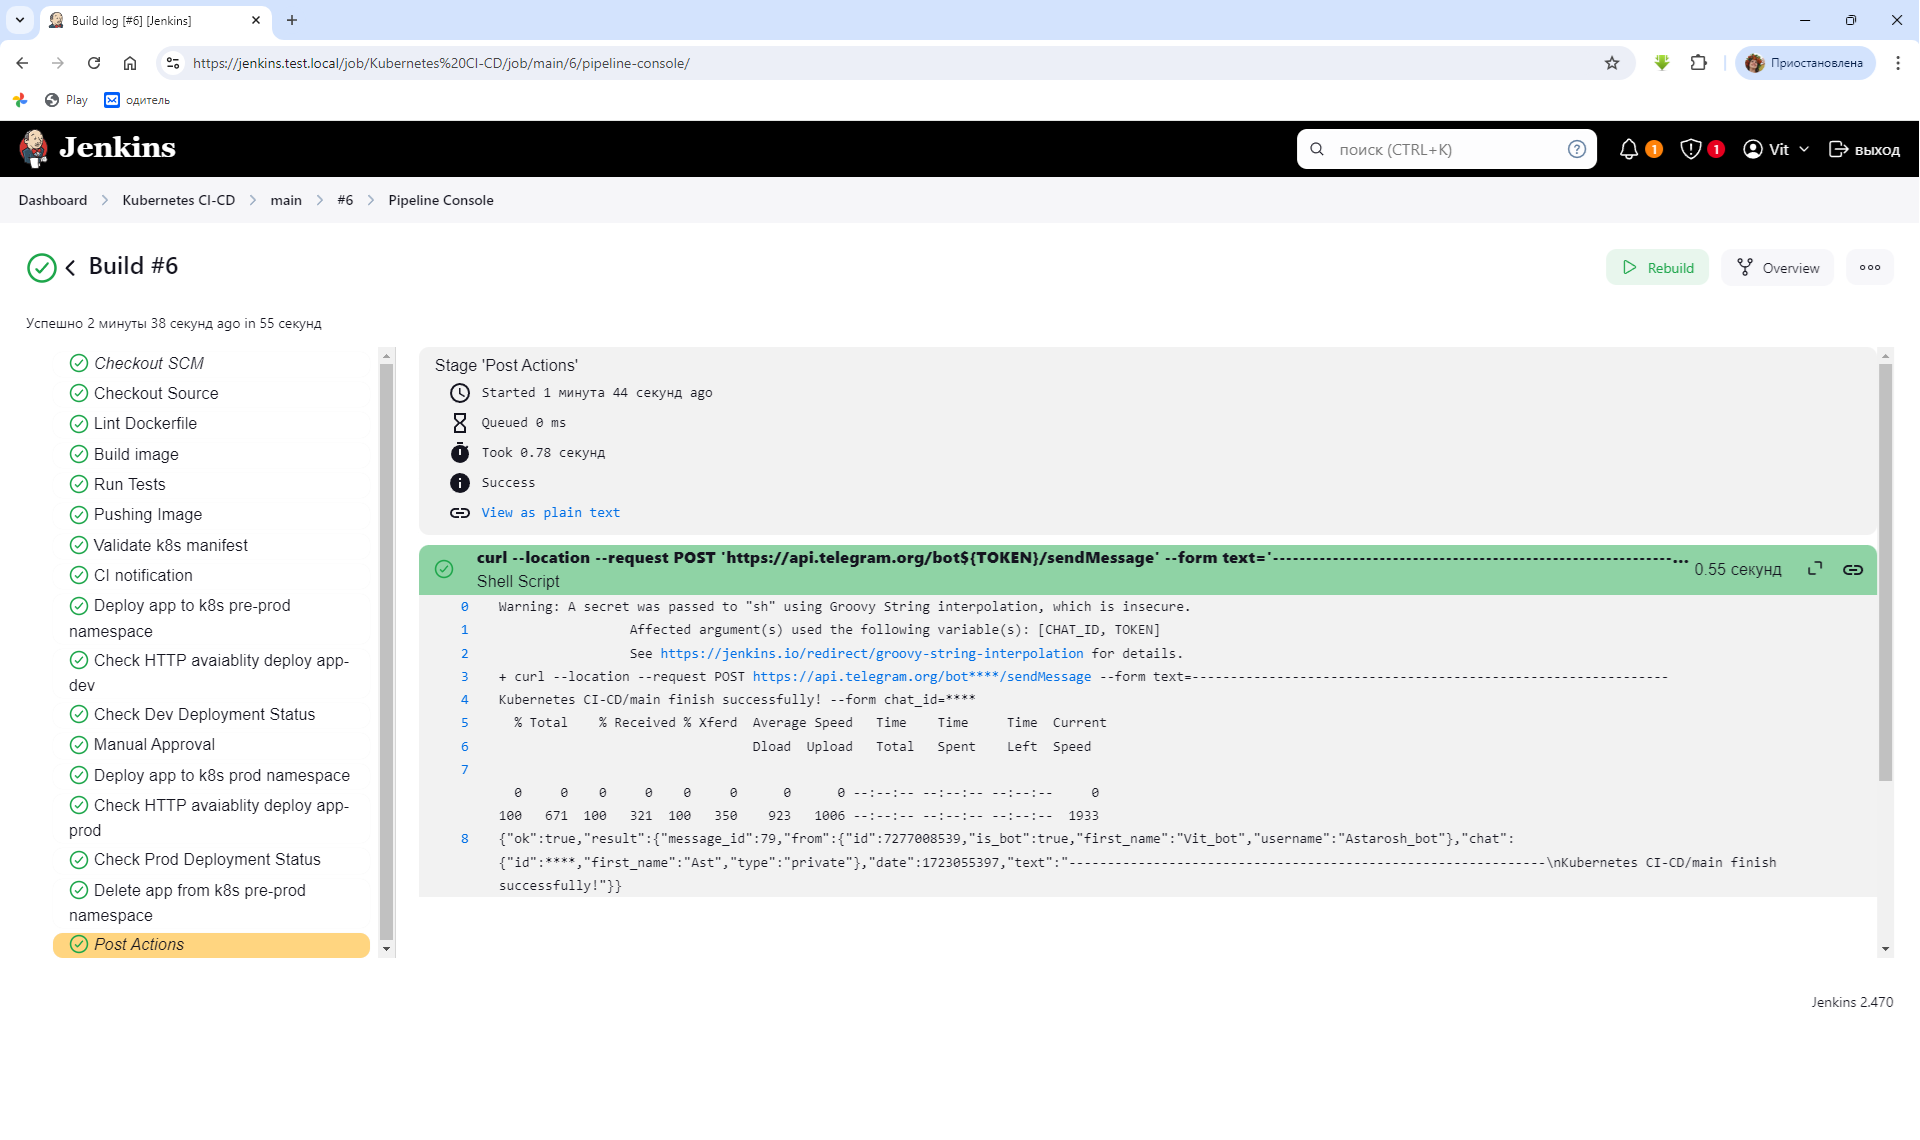 Build log [#6] [Jenkins]
https://jenkins.test.local/job/Kubernetes%20CI-CD/job/main/6/pipeline-console/
Приостановлена
Play
одитель
Jenkins
поиск (CTRL+K)
1
1
Vit
выход
Dashboard
Kubernetes CI-CD
main
#6
Pipeline Console
Build #6
Rebuild
Overview
Успешно 2 минуты 38 секунд ago in 55 секунд
Checkout SCM
Checkout Source
Lint Dockerfile
Build image
Run Tests
Pushing Image
Validate k8s manifest
CI notification
Deploy app to k8s pre-prod
namespace
Check HTTP avaiablity deploy app-
dev
Check Dev Deployment Status
Manual Approval
Deploy app to k8s prod namespace
Check HTTP avaiablity deploy app-
prod
Check Prod Deployment Status
Delete app from k8s pre-prod
namespace
Post Actions
Stage 'Post Actions'
Started 1 минута 44 секунд ago
Queued 0 ms
Took 0.78 секунд
Success
View as plain text
curl --location --request POST 'https://api.telegram.org/bot${TOKEN}/sendMessage' --form text='------------------------------------------------------------...
Shell Script
0.55 секунд
0 Warning: A secret was passed to "sh" using Groovy String interpolation, which is insecure.
1 Affected argument(s) used the following variable(s): [CHAT_ID, TOKEN]
2 See https://jenkins.io/redirect/groovy-string-interpolation for details.
3 + curl --location --request POST https://api.telegram.org/bot****/sendMessage --form text=--------------------------------------------------------------
4 Kubernetes CI-CD/main finish successfully! --form chat_id=****
5 % Total % Received % Xferd Average Speed Time Time Time Current
6 Dload Upload Total Spent Left Speed
7
0 0 0 0 0 0 0 0 --:--:-- --:--:-- --:--:-- 0
100 671 100 321 100 350 923 1006 --:--:-- --:--:-- --:--:-- 1933
8 {"ok":true,"result":{"message_id":79,"from":{"id":7277008539,"is_bot":true,"first_name":"Vit_bot","username":"Astarosh_bot"},"chat":
{"id":****,"first_name":"Ast","type":"private"},"date":1723055397,"text":"--------------------------------------------------------------\nKubernetes CI-CD/main finish
successfully!"}}
Jenkins 2.470